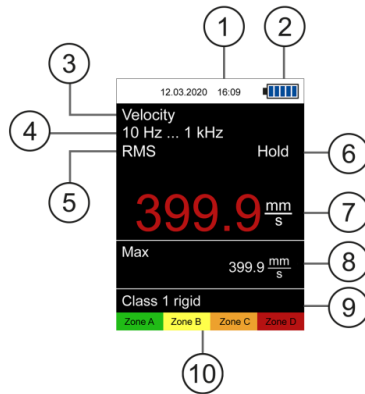 1 2
12.03.2020 16:09
3 Velocity
4 10 Hz ... 1 kHz
5 RMS Hold 6
399.9 mm/s 7
Max
399.9 mm/s 8
Class 1 rigid 9
Zone A Zone B Zone C Zone D
10